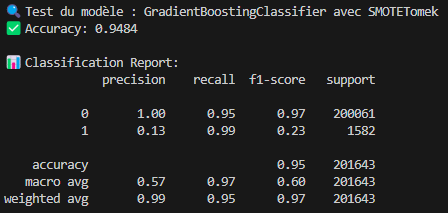 🔍 Test du modèle : GradientBoostingClassifier avec SMOTETomek
✅ Accuracy: 0.9484
📊 Classification Report:
precision recall f1-score support
0 1.00 0.95 0.97 200061
1 0.13 0.99 0.23 1582
accuracy 0.95 201643
macro avg 0.57 0.97 0.60 201643
weighted avg 0.99 0.95 0.97 201643